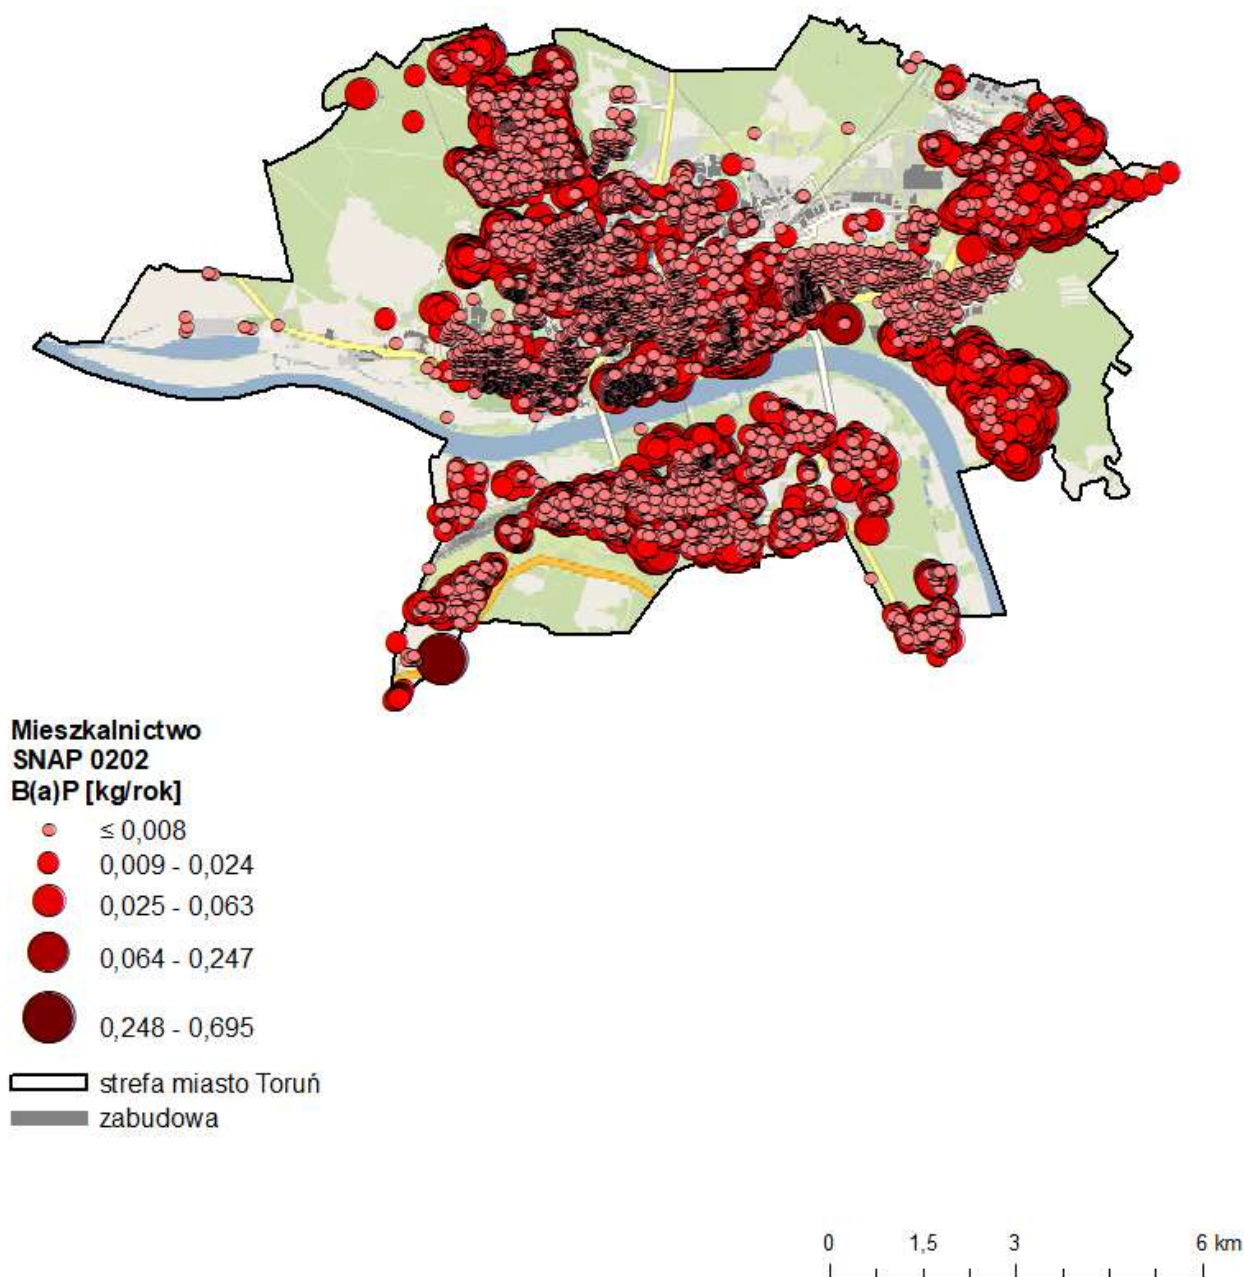 Mieszkalnictwo
SNAP 0202
B(a)P [kg/rok]
≤ 0,008
0,009 - 0,024
0,025 - 0,063
0,064 - 0,247
0,248 - 0,695
strefa miasto Toruń
zabudowa
0 1,5 3 6 km